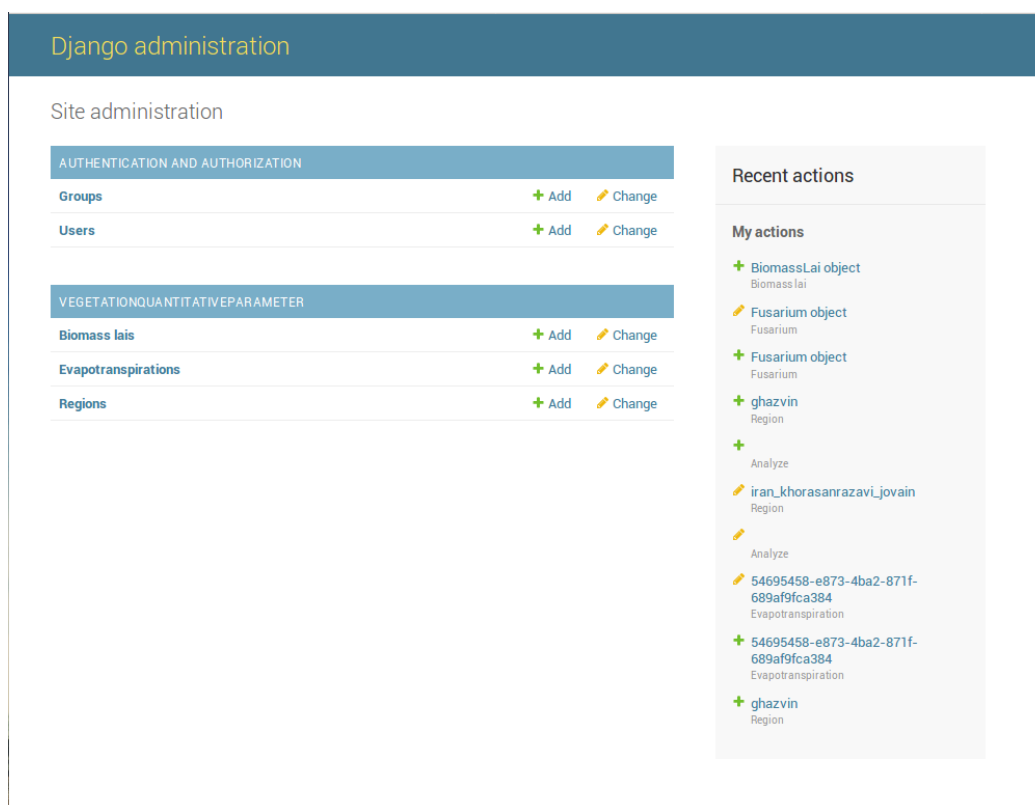 Django administration
Site administration
AUTHENTICATION AND AUTHORIZATION
Groups Add Change
Users Add Change
VEGETATIONQUANTITATIVEPARAMETER
Biomass lais Add Change
Evapotranspirations Add Change
Regions Add Change
Recent actions
My actions
BiomassLai object
Biomass lai
Fusarium object
Fusarium
Fusarium object
Fusarium
ghazvin
Region
Analyze
iran_khorasanrazavi_jovain
Region
Analyze
54695458-e873-4ba2-871f-
689af9fca384
Evapotranspiration
54695458-e873-4ba2-871f-
689af9fca384
Evapotranspiration
ghazvin
Region